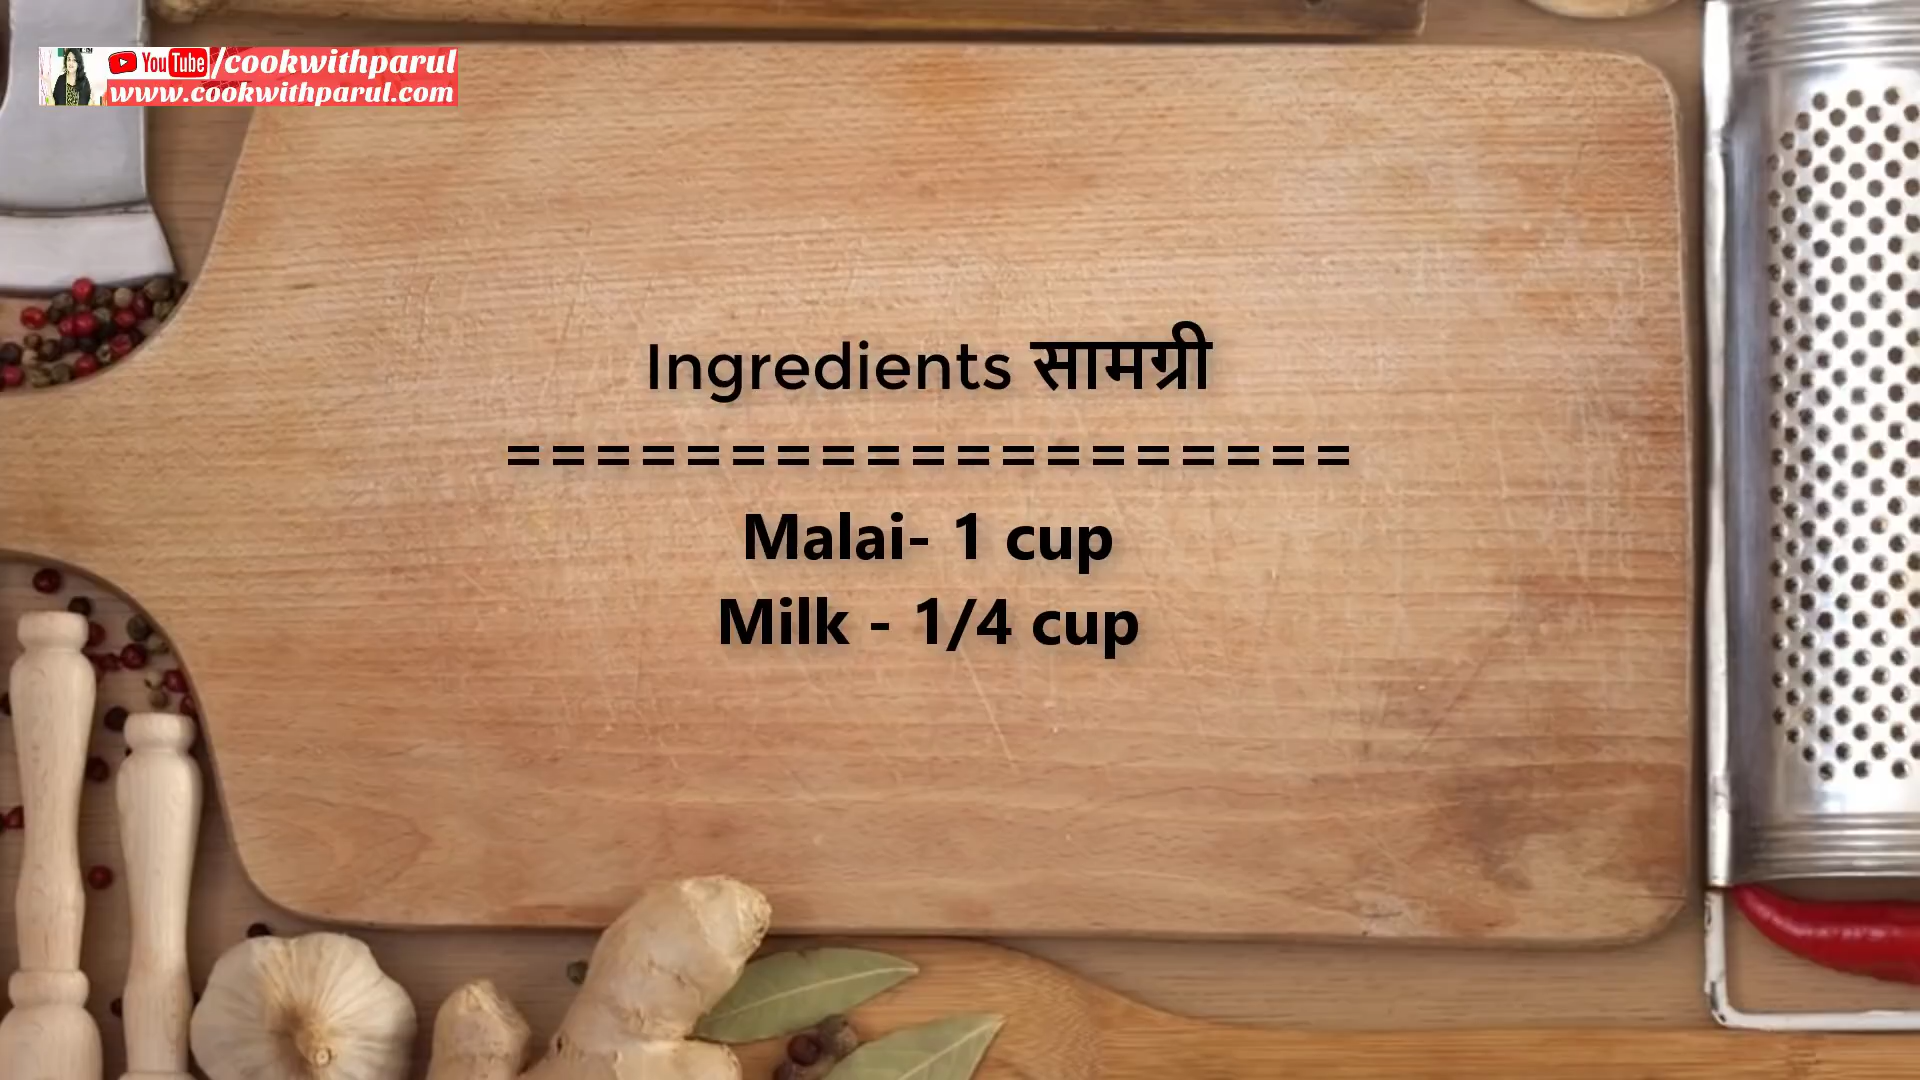 YouTube/cookwithparul
www.cookwithparul.com
Ingredients सामग्री
===================
Malai- 1 cup
Milk - 1/4 cup